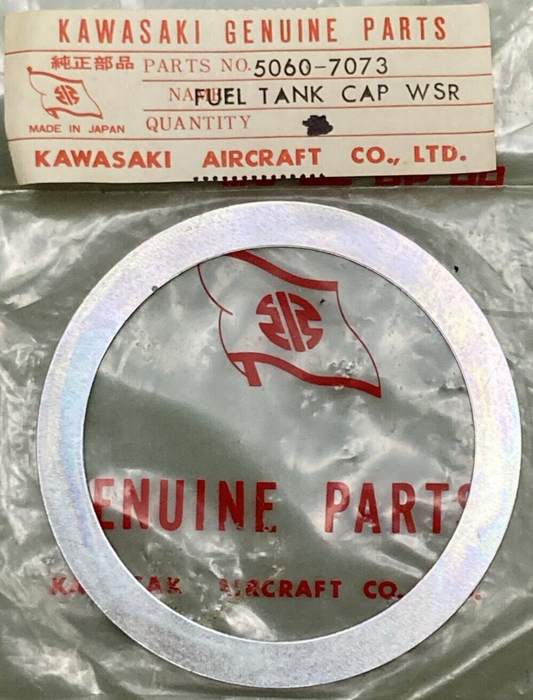 KAWASAKI GENUINE PARTS
純正部品 PARTS NO. 5060-7073
NAME FUEL TANK CAP WSR
MADE IN JAPAN QUANTITY
KAWASAKI AIRCRAFT CO., LTD.
ENUINE PARTS
AIRCRAFT CO.